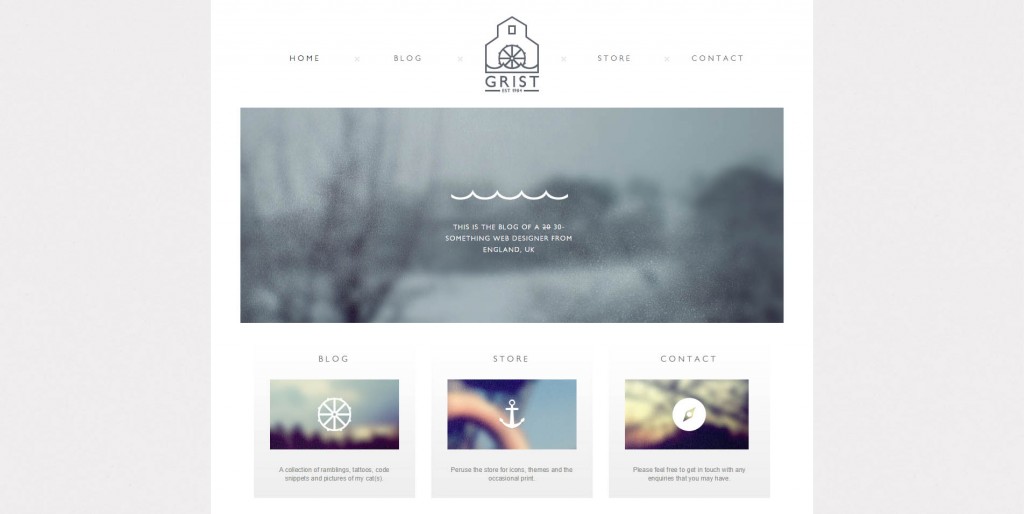 HOME × BLOG × × STORE × CONTACT
GRIST
EST 1984
THIS IS THE BLOG OF A 20 30-
SOMETHING WEB DESIGNER FROM
ENGLAND, UK
BLOG
A collection of ramblings, tattoos, code
snippets and pictures of my cat(s).
STORE
Peruse the store for icons, themes and the
occasional print.
CONTACT
Please feel free to get in touch with any
enquiries that you may have.